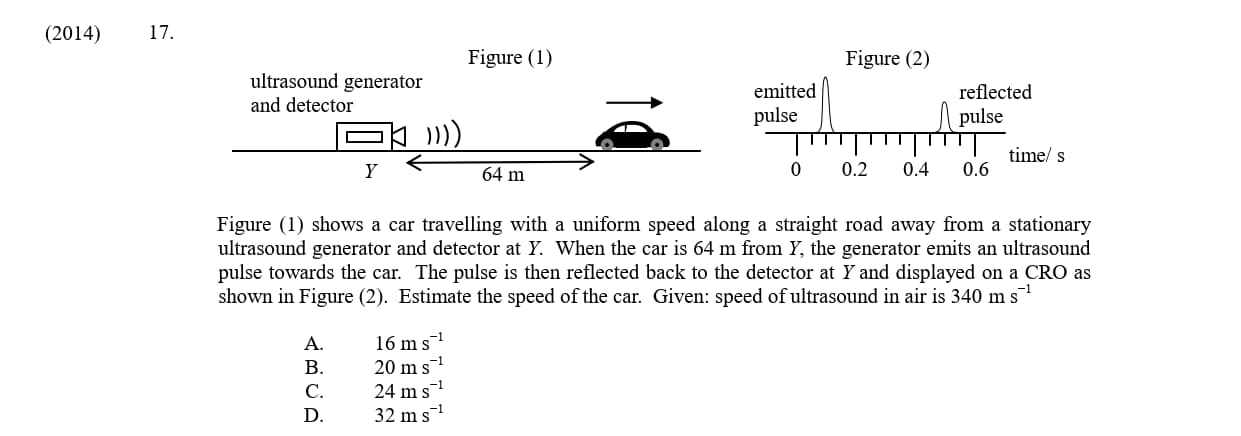 (2014) 17.
Figure (1)
Figure (2)
ultrasound generator
and detector
Y
64 m
emitted
pulse
reflected
pulse
0 0.2 0.4 0.6 time/ s
Figure (1) shows a car travelling with a uniform speed along a straight road away from a stationary
ultrasound generator and detector at Y. When the car is 64 m from Y, the generator emits an ultrasound
pulse towards the car. The pulse is then reflected back to the detector at Y and displayed on a CRO as
shown in Figure (2). Estimate the speed of the car. Given: speed of ultrasound in air is 340 m s⁻¹
A. 16 m s⁻¹
B. 20 m s⁻¹
C. 24 m s⁻¹
D. 32 m s⁻¹